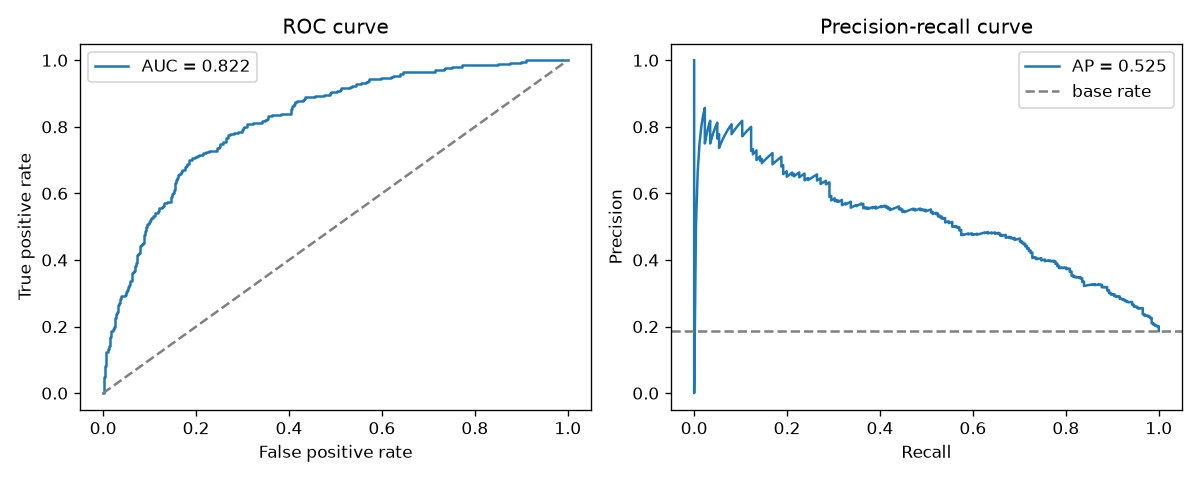 ROC curve
AUC = 0.822
1.0
0.8
0.6
0.4
0.2
0.0
True positive rate
0.0 0.2 0.4 0.6 0.8 1.0
False positive rate
Precision-recall curve
AP = 0.525
base rate
1.0
0.8
0.6
0.4
0.2
0.0
Precision
0.0 0.2 0.4 0.6 0.8 1.0
Recall